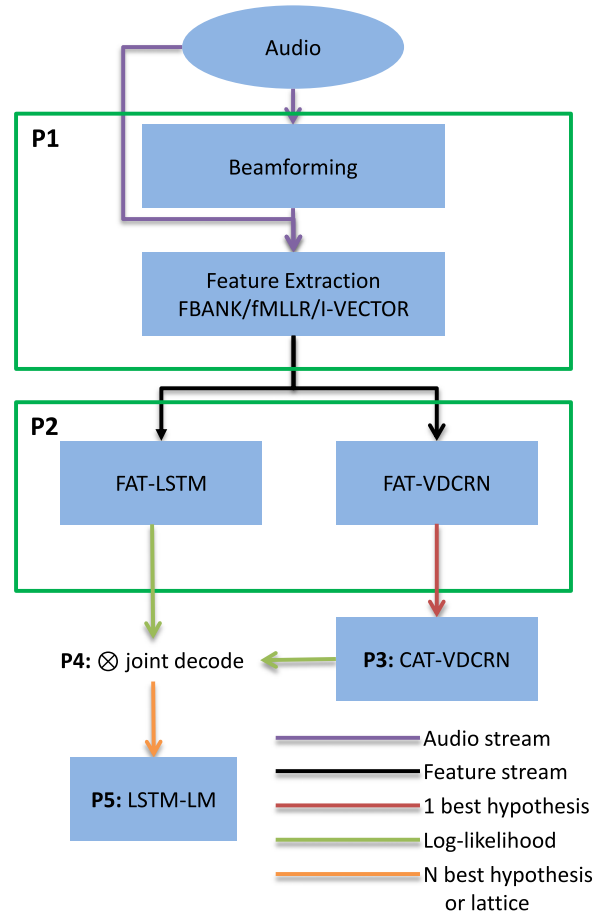 Audio
P1
Beamforming
Feature Extraction
FBANK/fMLLR/I-VECTOR
P2
FAT-LSTM
FAT-VDCRN
P4: ⊗ joint decode
P3: CAT-VDCRN
P5: LSTM-LM
Audio stream
Feature stream
1 best hypothesis
Log-likelihood
N best hypothesis
or lattice